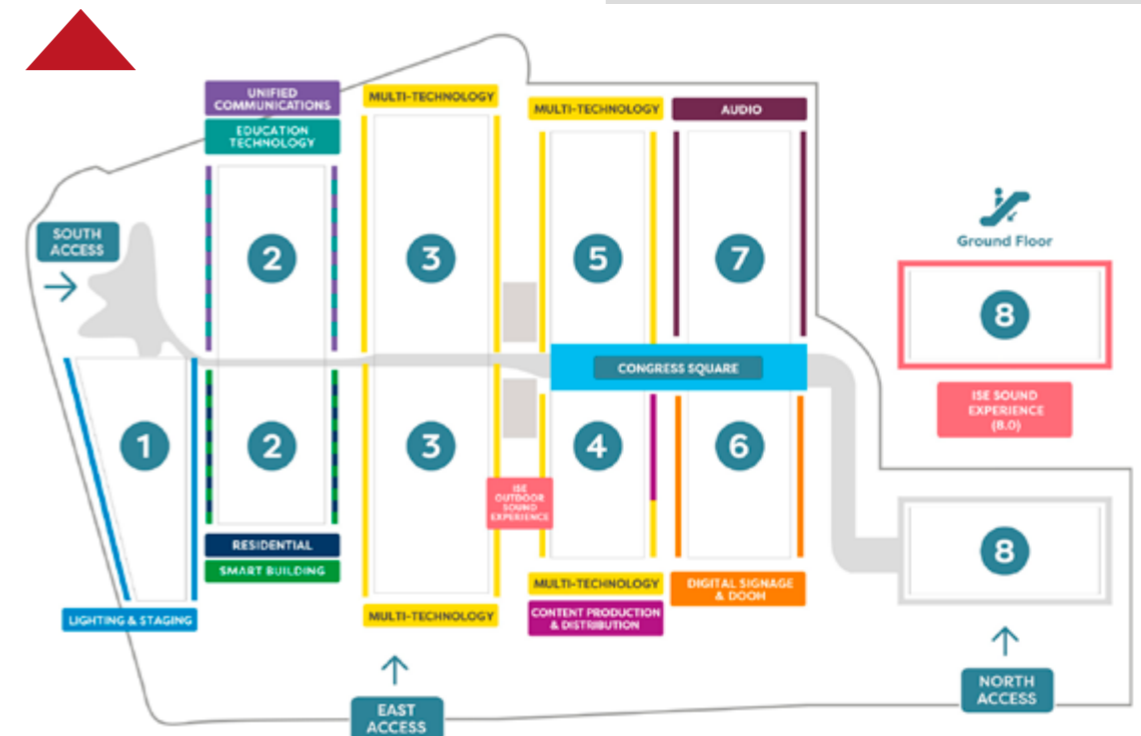 UNIFIED
COMMUNICATIONS
EDUCATION
TECHNOLOGY
MULTI-TECHNOLOGY
MULTI-TECHNOLOGY
AUDIO
SOUTH
ACCESS
2
3
5
7
Ground Floor
8
CONGRESS SQUARE
ISE SOUND
EXPERIENCE
(8.0)
1
2
3
4
6
ISE
OUTDOOR
SOUND
EXPERIENCE
8
RESIDENTIAL
SMART BUILDING
LIGHTING & STAGING
MULTI-TECHNOLOGY
MULTI-TECHNOLOGY
CONTENT PRODUCTION
& DISTRIBUTION
DIGITAL SIGNAGE
& DOOH
EAST
ACCESS
NORTH
ACCESS